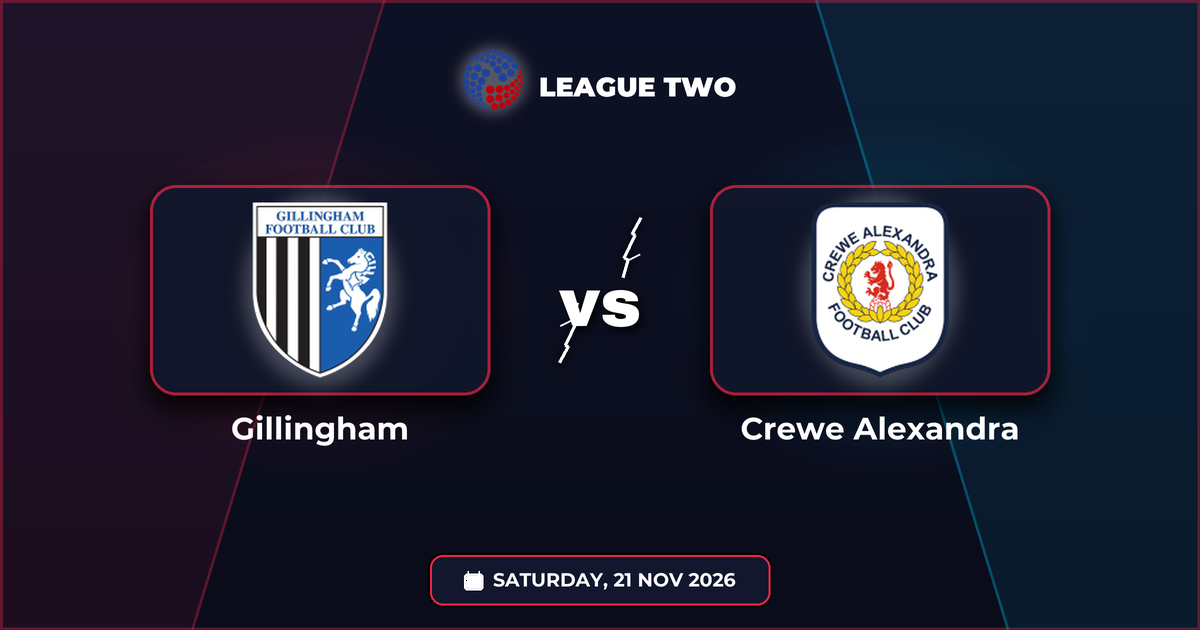 LEAGUE TWO
GILLINGHAM
FOOTBALL CLUB
vs
CREWE ALEXANDRA
FOOTBALL CLUB
Gillingham
Crewe Alexandra
SATURDAY, 21 NOV 2026